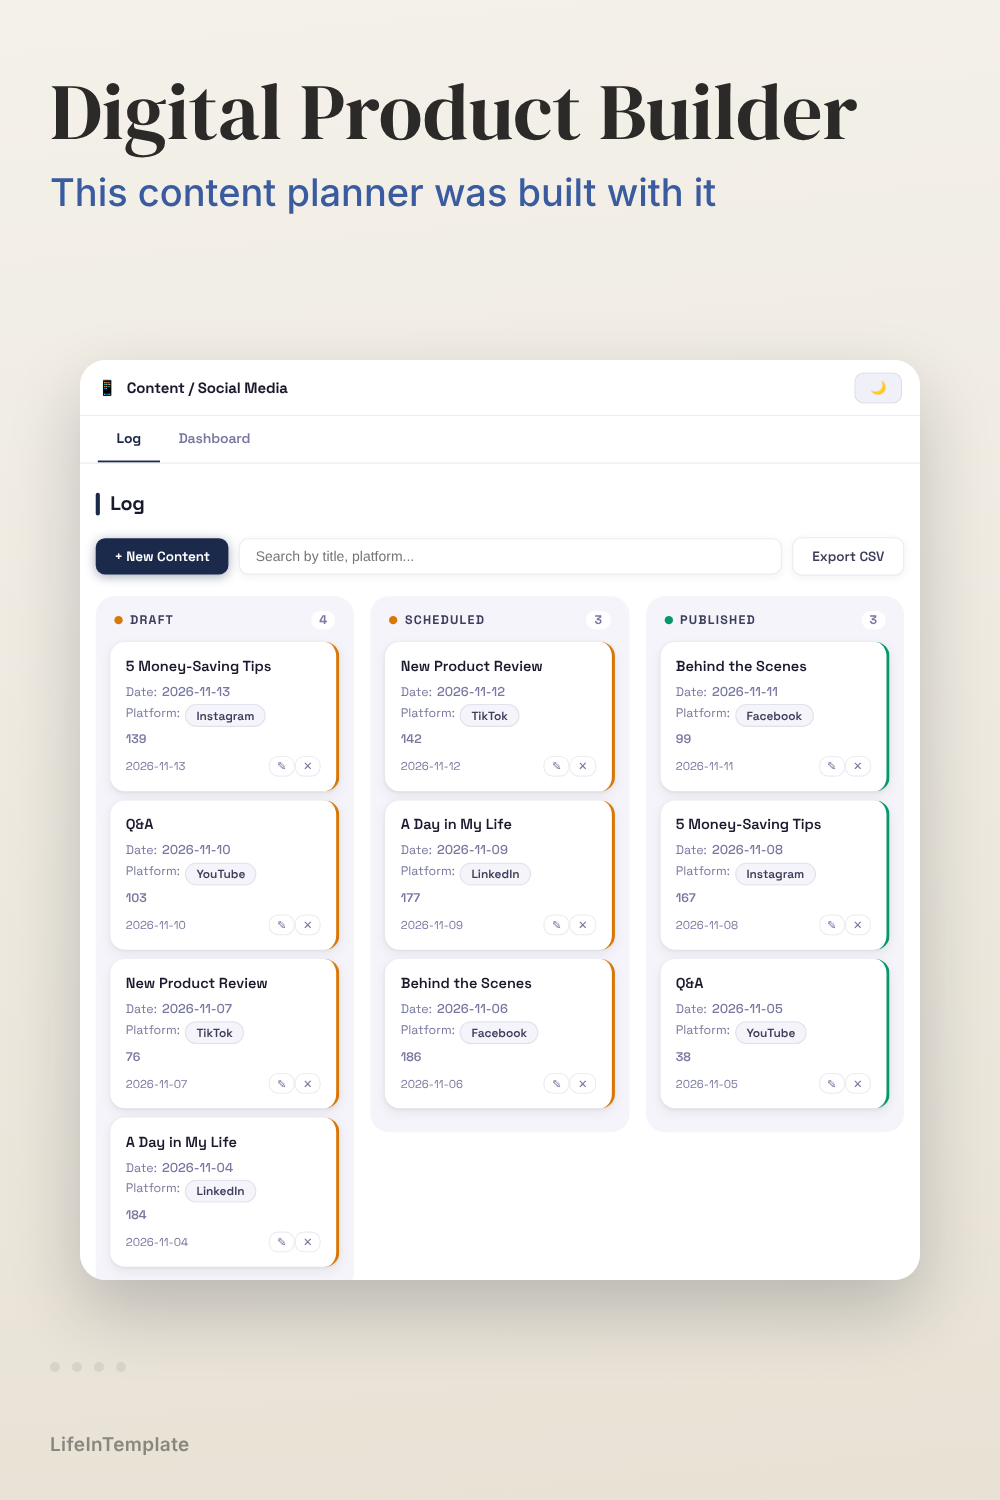 Digital Product Builder
This content planner was built with it
Content / Social Media
Log Dashboard
Log
+ New Content Search by title, platform... Export CSV
DRAFT 4
5 Money-Saving Tips
Date: 2026-11-13
Platform: Instagram
139
2026-11-13
Q&A
Date: 2026-11-10
Platform: YouTube
103
2026-11-10
New Product Review
Date: 2026-11-07
Platform: TikTok
76
2026-11-07
A Day in My Life
Date: 2026-11-04
Platform: LinkedIn
184
2026-11-04
SCHEDULED 3
New Product Review
Date: 2026-11-12
Platform: TikTok
142
2026-11-12
A Day in My Life
Date: 2026-11-09
Platform: LinkedIn
177
2026-11-09
Behind the Scenes
Date: 2026-11-06
Platform: Facebook
186
2026-11-06
PUBLISHED 3
Behind the Scenes
Date: 2026-11-11
Platform: Facebook
99
2026-11-11
5 Money-Saving Tips
Date: 2026-11-08
Platform: Instagram
167
2026-11-08
Q&A
Date: 2026-11-05
Platform: YouTube
38
2026-11-05
LifeInTemplate